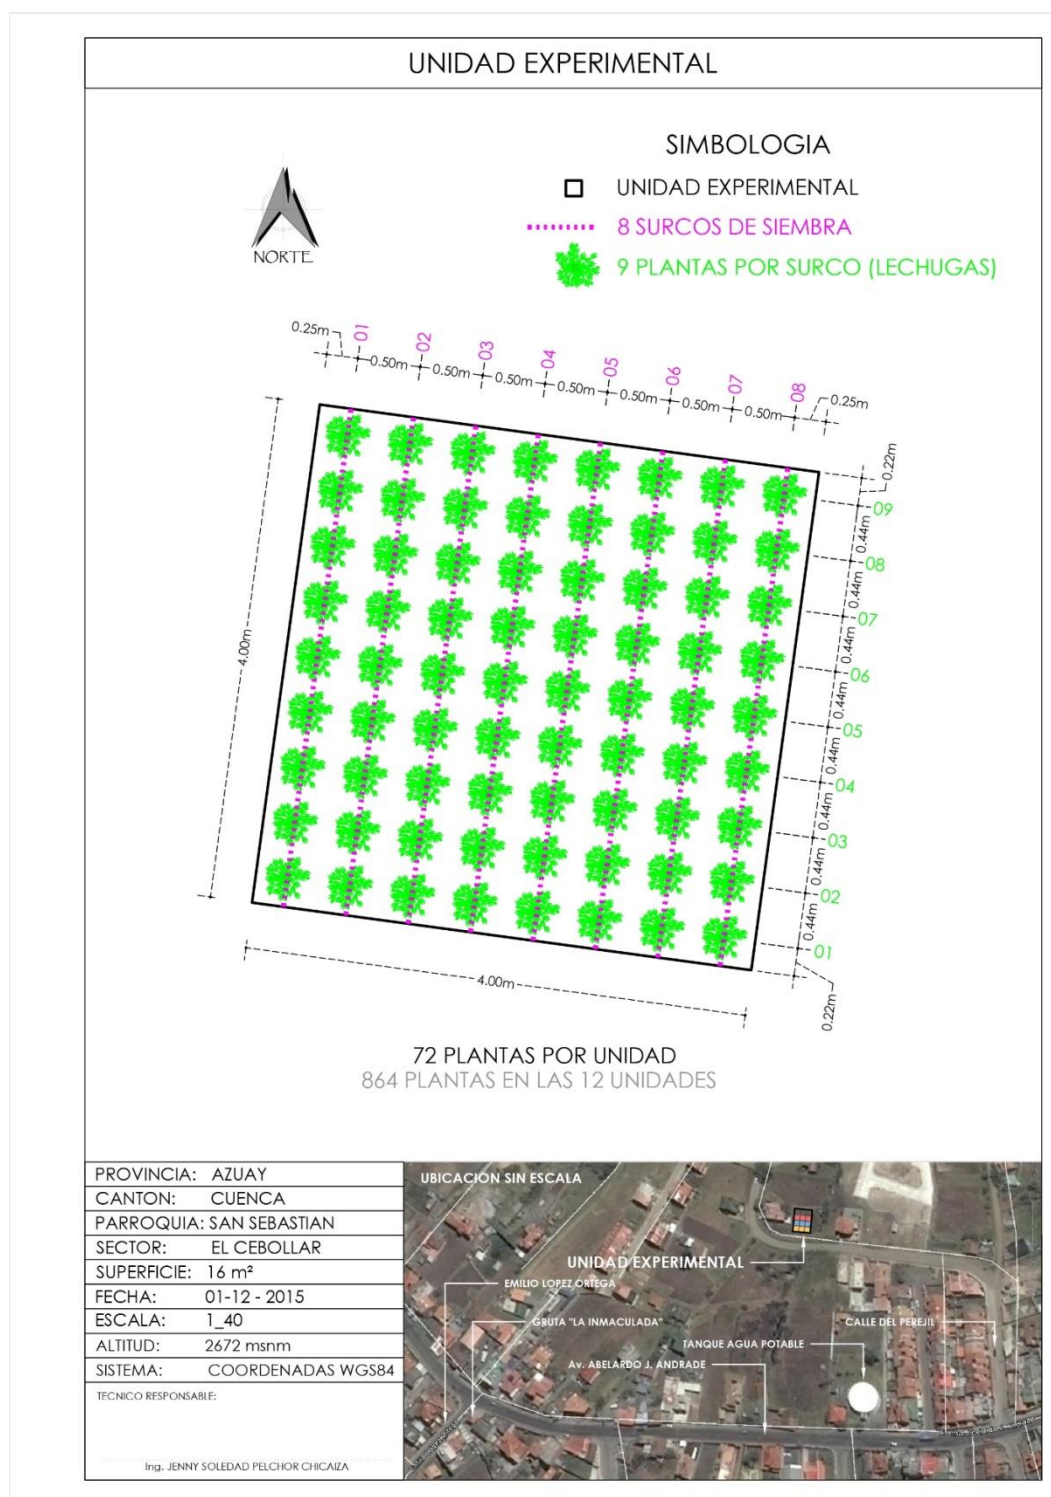 UNIDAD EXPERIMENTAL
SIMBOLOGIA
UNIDAD EXPERIMENTAL
8 SURCOS DE SIEMBRA
9 PLANTAS POR SURCO (LECHUGAS)
NORTE
01
02
03
04
05
06
07
08
0.25m
0.50m
0.50m
0.50m
0.50m
0.50m
0.50m
0.50m
0.25m
0.22m
09
0.44m
08
0.44m
07
0.44m
06
0.44m
05
0.44m
04
0.44m
03
0.44m
02
0.44m
01
0.22m
4.00m
4.00m
72 PLANTAS POR UNIDAD
864 PLANTAS EN LAS 12 UNIDADES
PROVINCIA: AZUAY
CANTON: CUENCA
PARROQUIA: SAN SEBASTIAN
SECTOR: EL CEBOLLAR
SUPERFICIE: 16 m²
FECHA: 01-12 - 2015
ESCALA: 1_40
ALTITUD: 2672 msnm
SISTEMA: COORDENADAS WGS84
TECNICO RESPONSABLE:
Ing. JENNY SOLEDAD PELCHOR CHICAIZA
UBICACION SIN ESCALA
UNIDAD EXPERIMENTAL
EMILIO LOPEZ ORTEGA
GRUTA "LA INMACULADA"
CALLE DEL PEREJIL
TANQUE AGUA POTABLE
Av. ABELARDO J. ANDRADE